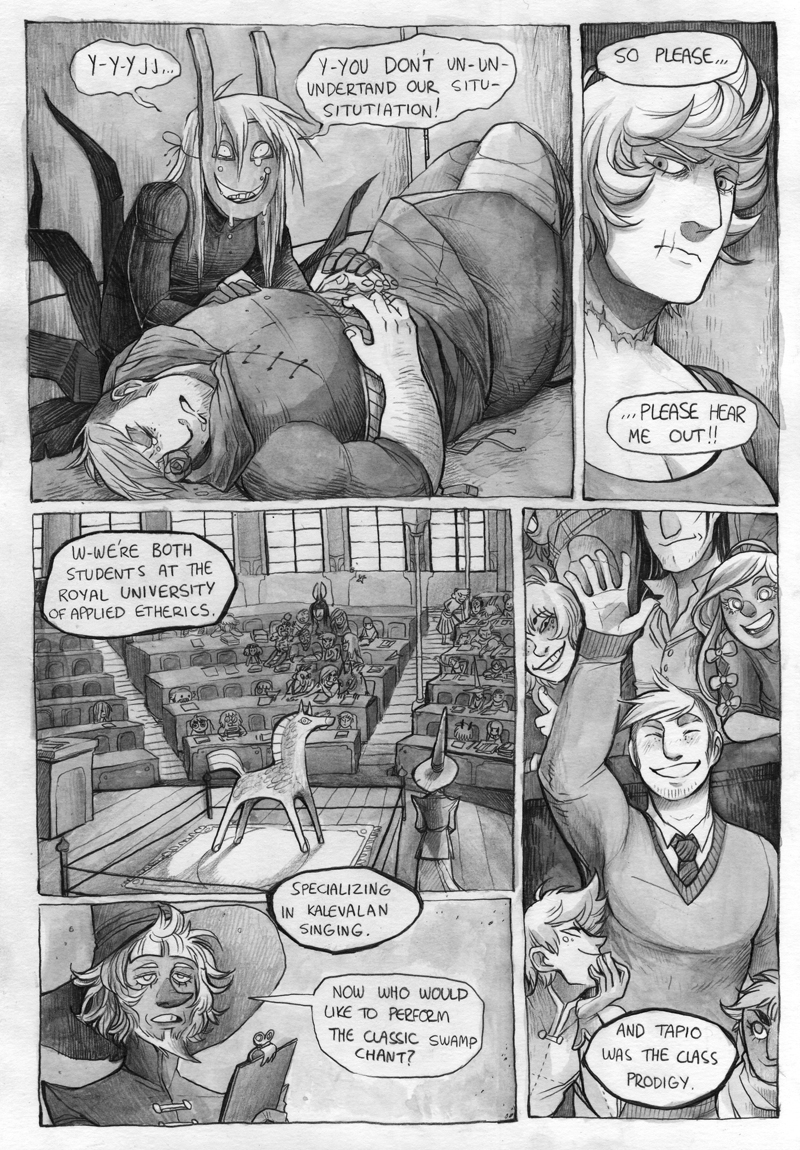 Y-Y-YJJ...
Y-YOU DON'T UN-UN-
UNDERTAND OUR SITU-
SITUTIATION!
SO PLEASE...
...PLEASE HEAR
ME OUT!!
W-WE'RE BOTH
STUDENTS AT THE
ROYAL UNIVERSITY
OF APPLIED ETHERICS.
SPECIALIZING
IN KALEVALAN
SINGING.
NOW WHO WOULD
LIKE TO PERFORM
THE CLASSIC SWAMP
CHANT?
AND TAPIO
WAS THE CLASS
PRODIGY.